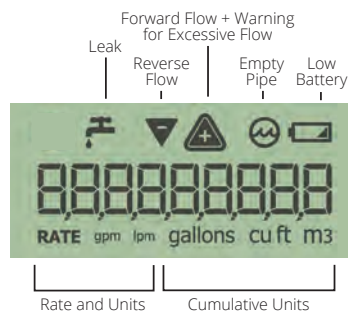 Forward Flow + Warning
for Excessive Flow
Leak
Reverse
Flow
Empty
Pipe
Low
Battery
- +
8,8,8,8,8,8,8,8,8
RATE gpm lpm gallons cu ft m3
Rate and Units
Cumulative Units